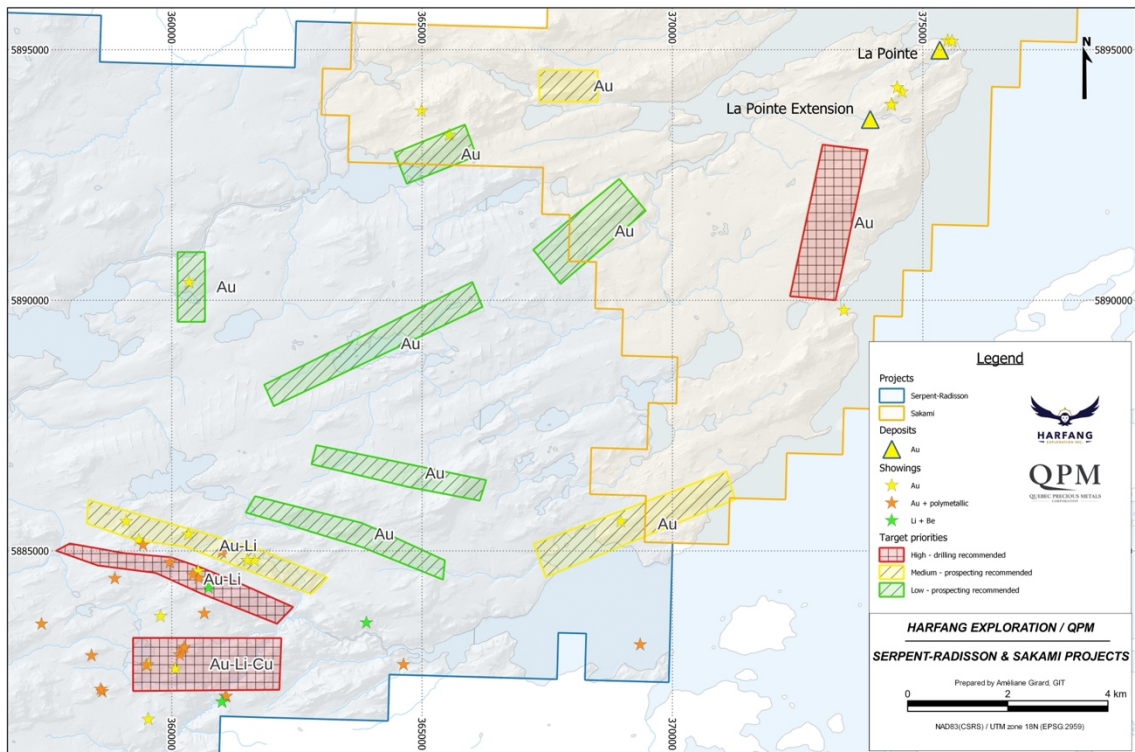 360000
365000
370000
375000
5895000
La Pointe
N
Au
La Pointe Extension
Au
Au
Au
Au
5890000
Au
Au
Au
Au
Au-Li
Au
5885000
Au-Li
Au-Li-Cu
360000
365000
370000
Legend
Projects
Serpent-Radisson
Sakami
Deposits
Au
Showings
Au
Au + polymetallic
Li + Be
Target priorities
High - drilling recommended
Medium - prospecting recommended
Low - prospecting recommended
HARFANG
EXPLORATION INC.
QPM
QUEBEC PRECIOUS METALS
CORPORATION
HARFANG EXPLORATION / QPM
SERPENT-RADISSON & SAKAMI PROJECTS
Prepared by Améliane Girard, GIT
0 2 4 km
NAD83(CSRS) / UTM zone 18N (EPSG:2959)